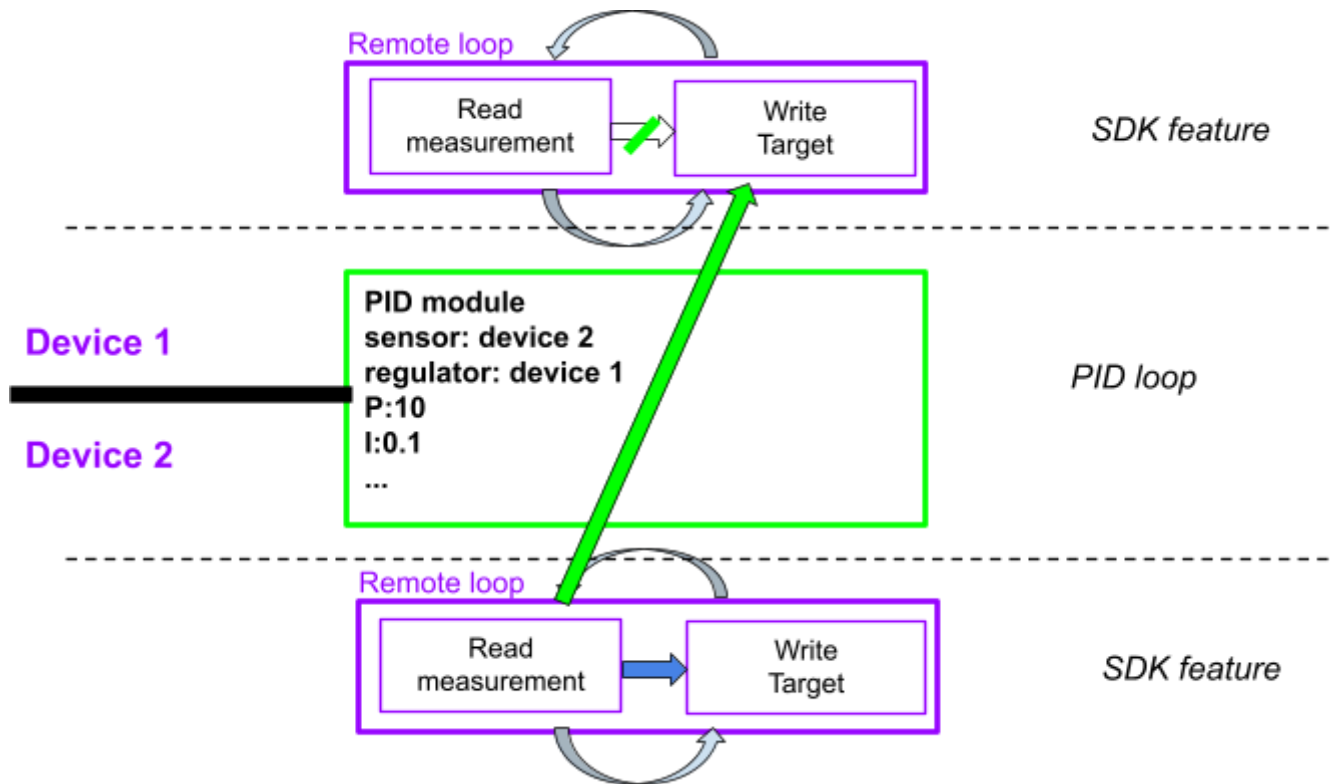 Remote loop
Read
measurement
Write
Target
SDK feature
PID module
sensor: device 2
regulator: device 1
P:10
I:0.1
...
Device 1
Device 2
PID loop
Remote loop
Read
measurement
Write
Target
SDK feature